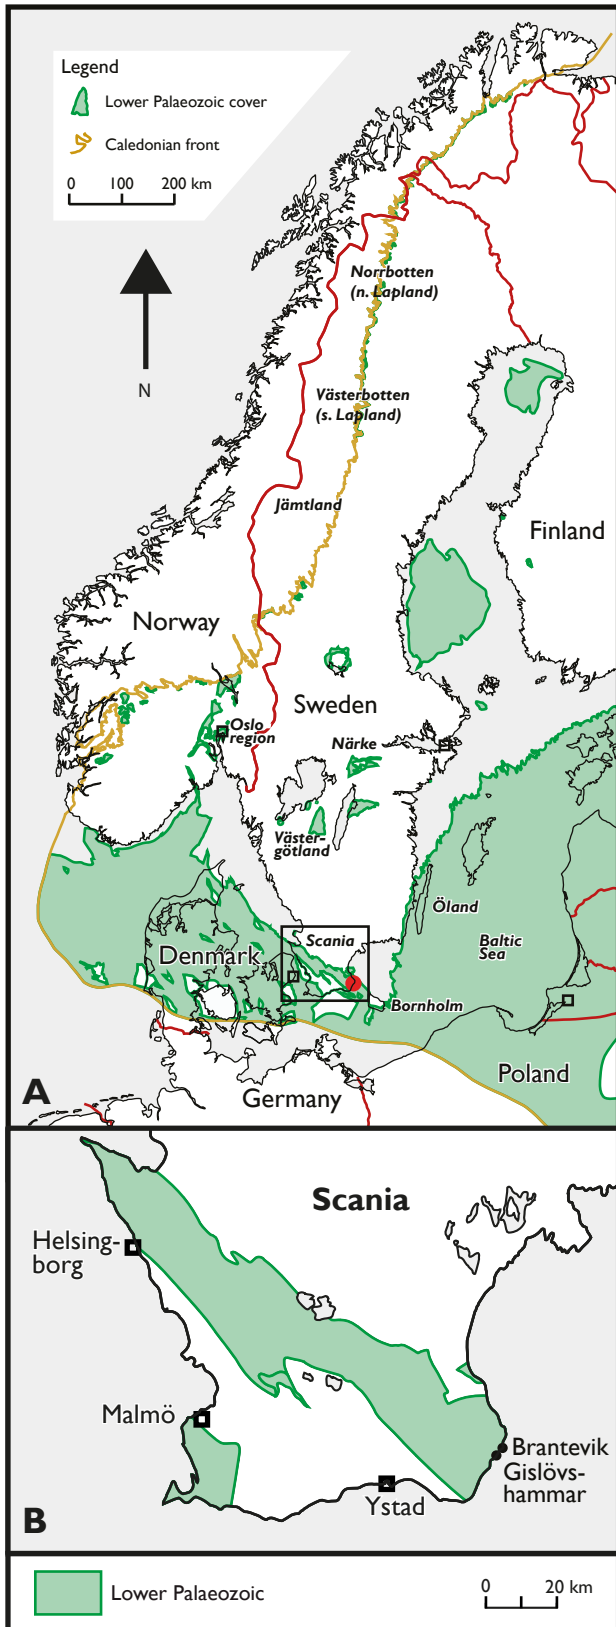 Legend
Lower Palaeozoic cover
Caledonian front
0 100 200 km
N
Norrbotten
(n. Lapland)
Västerbotten
(s. Lapland)
Jämtland
Finland
Norway
Sweden
Oslo
region
Närke
Väster-
götland
Öland
Scania
Baltic
Sea
Denmark
Bornholm
Poland
Germany
A
Scania
Helsing-
borg
Malmö
Brantevik
Gislövs-
hammar
Ystad
B
Lower Palaeozoic
0 20 km